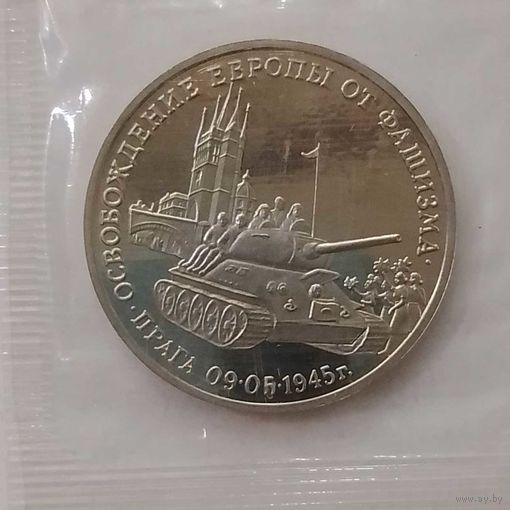 ОСВОБОЖДЕНИЕ ЕВРОПЫ ОТ ФАШИЗМА·
·ПРАГА 09·05·1945г.
www.ay.by